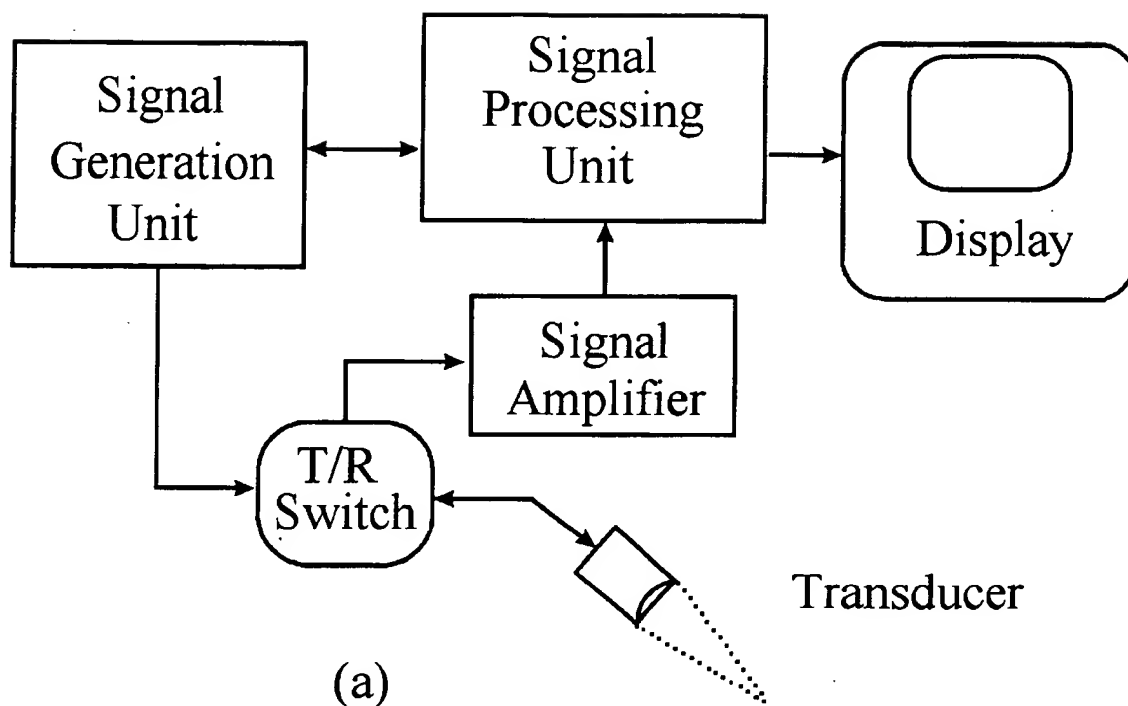 Signal
Generation
Unit
Signal
Processing
Unit
Display
Signal
Amplifier
T/R
Switch
Transducer
(a)